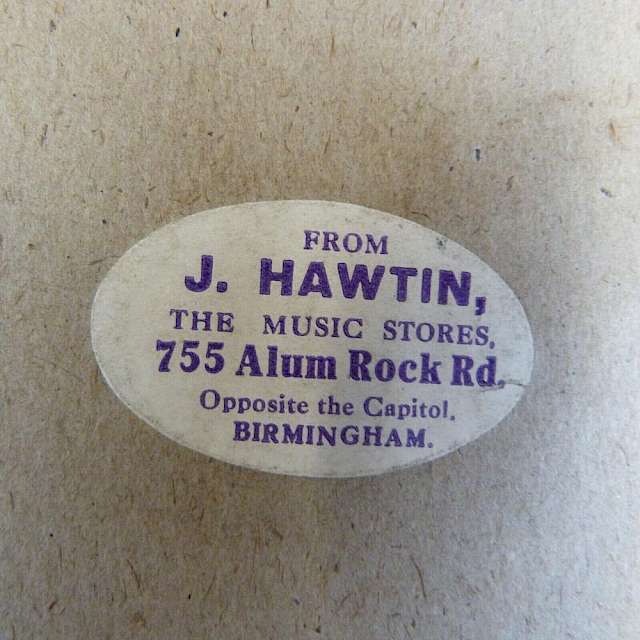 FROM
J. HAWTIN,
THE MUSIC STORES,
755 Alum Rock Rd.
Opposite the Capitol.
BIRMINGHAM.